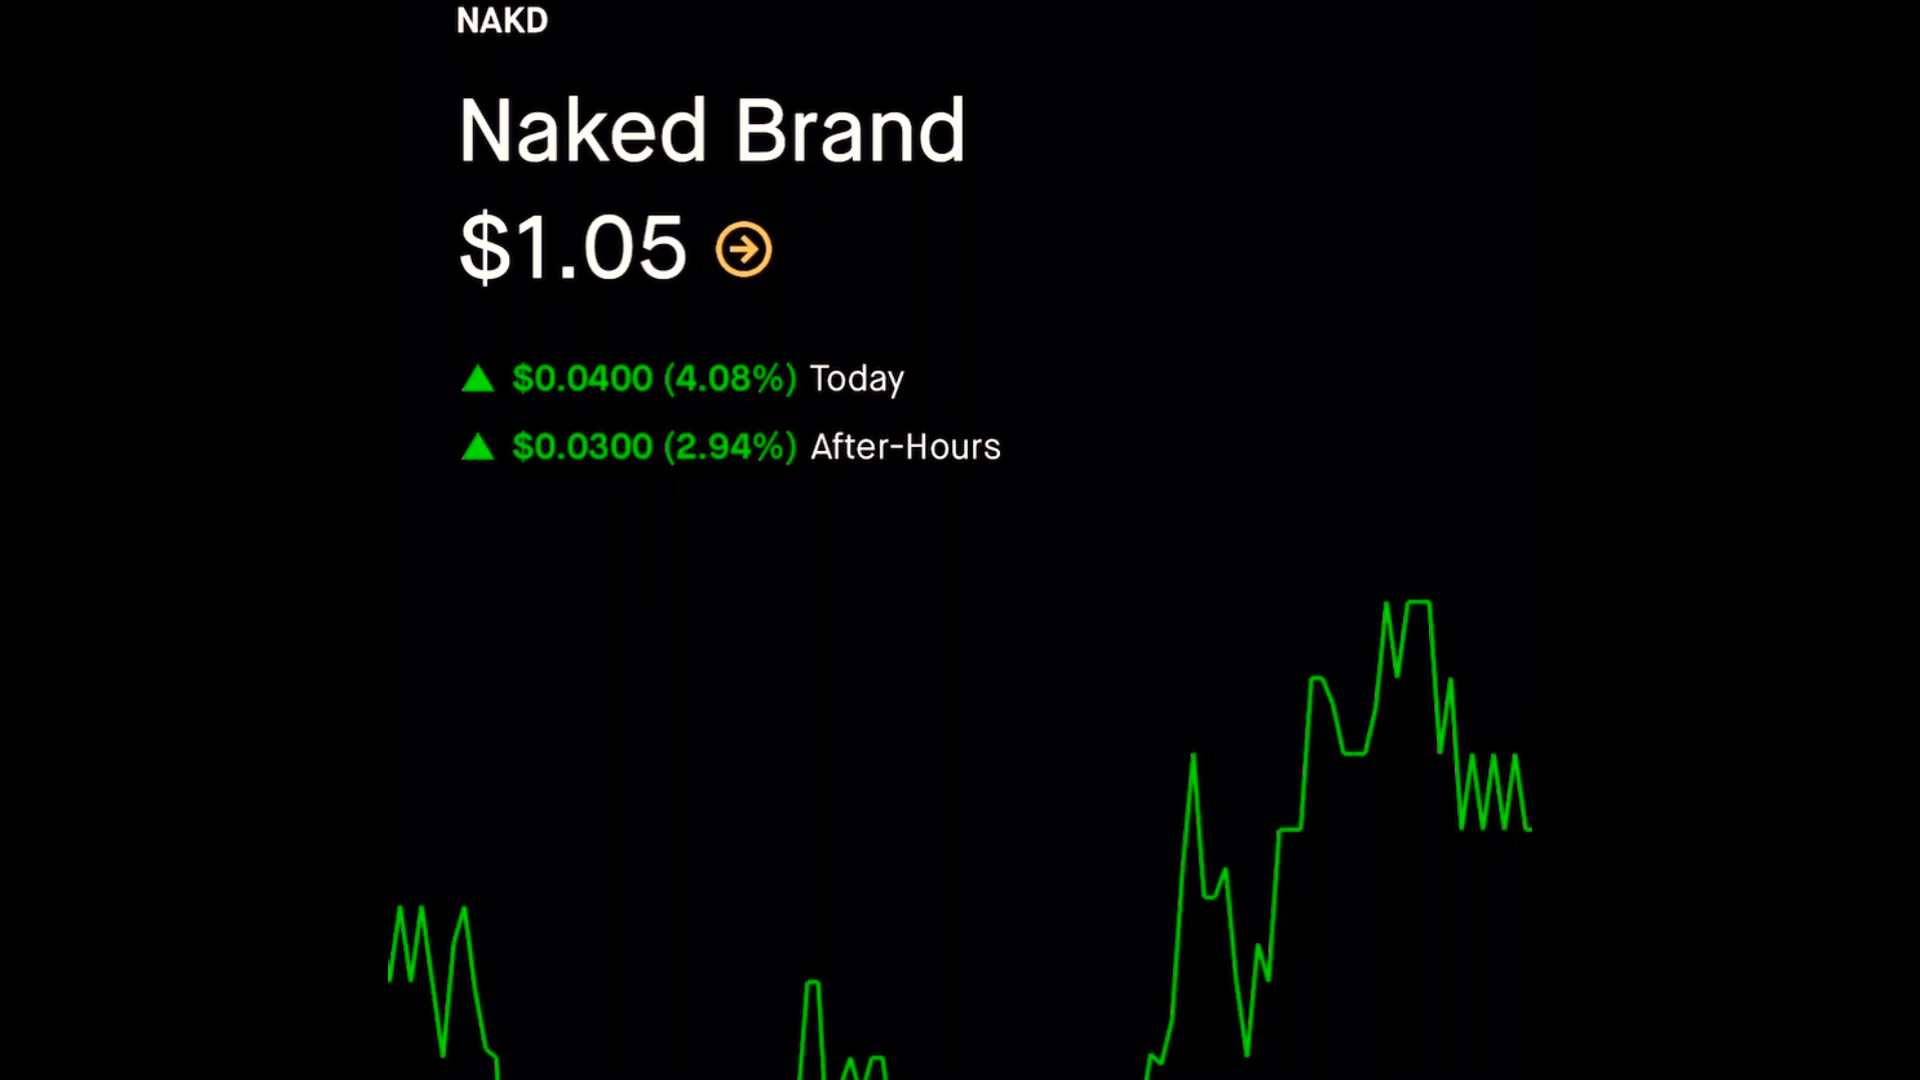 NAKD
Naked Brand
$1.05
$0.0400 (4.08%) Today
$0.0300 (2.94%) After-Hours